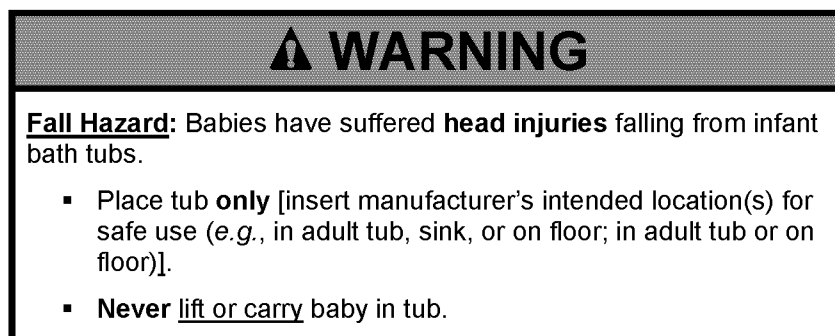 WARNING
Fall Hazard: Babies have suffered head injuries falling from infant
bath tubs.
▪ Place tub only [insert manufacturer's intended location(s) for
safe use (e.g., in adult tub, sink, or on floor; in adult tub or on
floor)].
▪ Never lift or carry baby in tub.